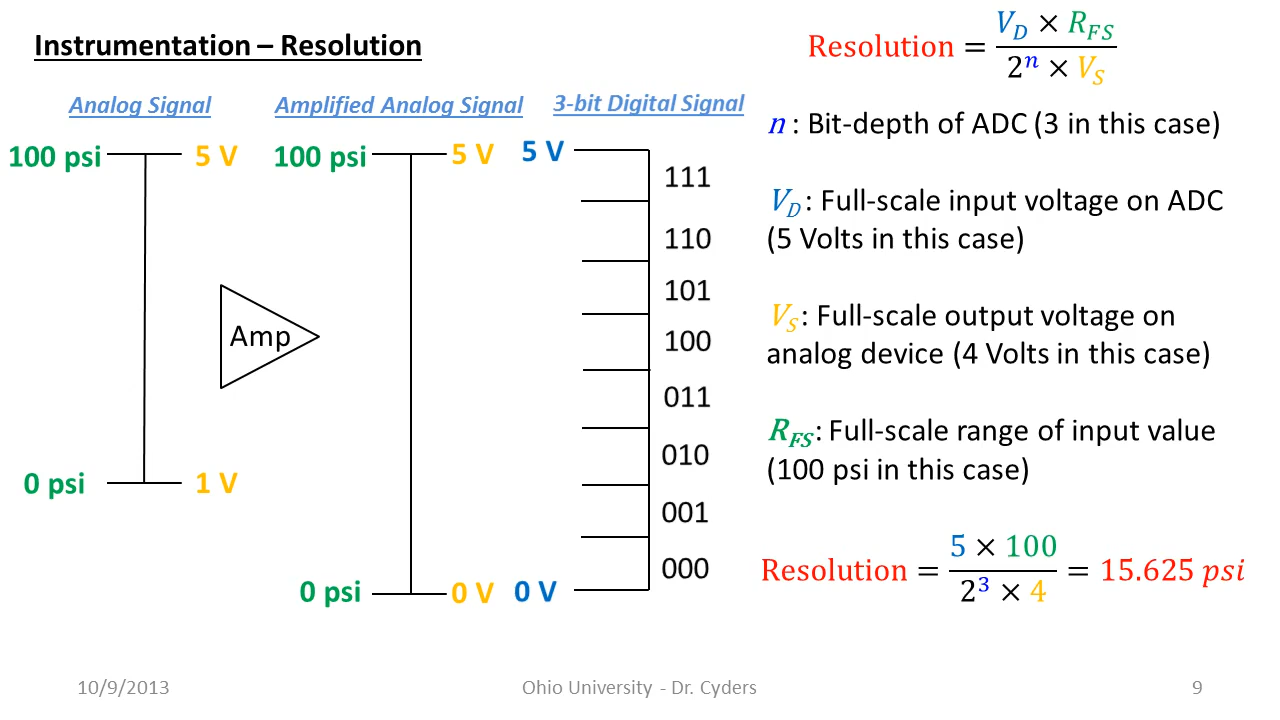 Instrumentation – Resolution
Resolution = V_D × R_FS / 2^n × V_S
Analog Signal
Amplified Analog Signal
3-bit Digital Signal
100 psi
5 V
100 psi
5 V
5 V
111
110
101
100
011
010
001
000
Amp
0 psi
1 V
0 psi
0 V
0 V
n : Bit-depth of ADC (3 in this case)
V_D : Full-scale input voltage on ADC
(5 Volts in this case)
V_S : Full-scale output voltage on
analog device (4 Volts in this case)
R_FS : Full-scale range of input value
(100 psi in this case)
Resolution = 5 × 100 / 2^3 × 4 = 15.625 psi
10/9/2013
Ohio University - Dr. Cyders
9